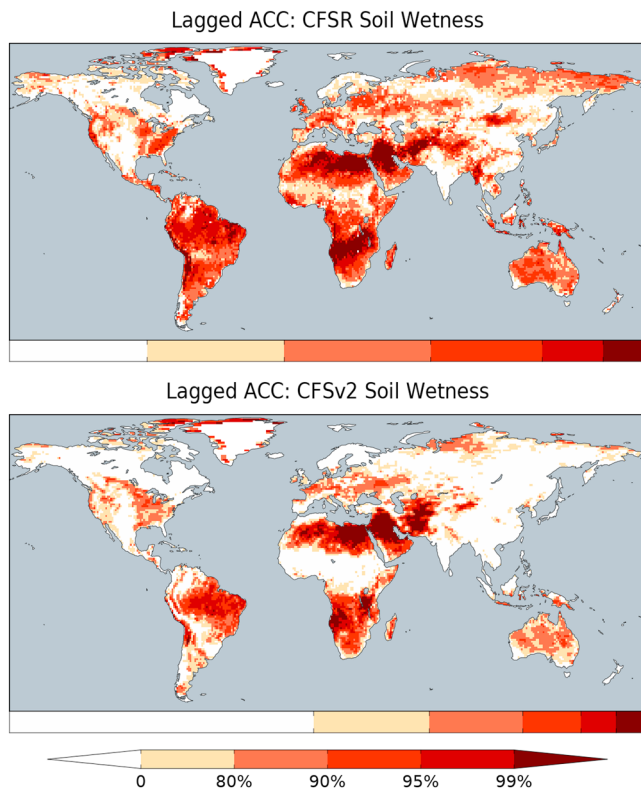 Lagged ACC: CFSR Soil Wetness
Lagged ACC: CFSv2 Soil Wetness
0 80% 90% 95% 99%